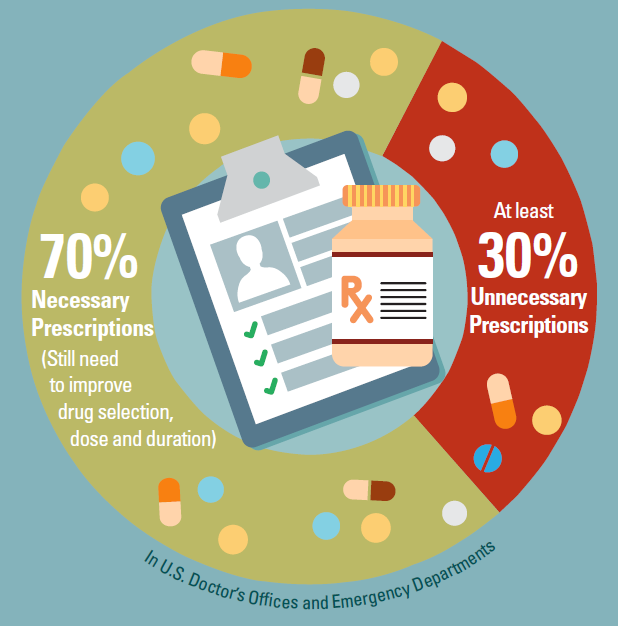 70%
Necessary
Prescriptions
(Still need
to improve
drug selection,
dose and duration)
At least
30%
Unnecessary
Prescriptions
Rx
In U.S. Doctor's Offices and Emergency Departments